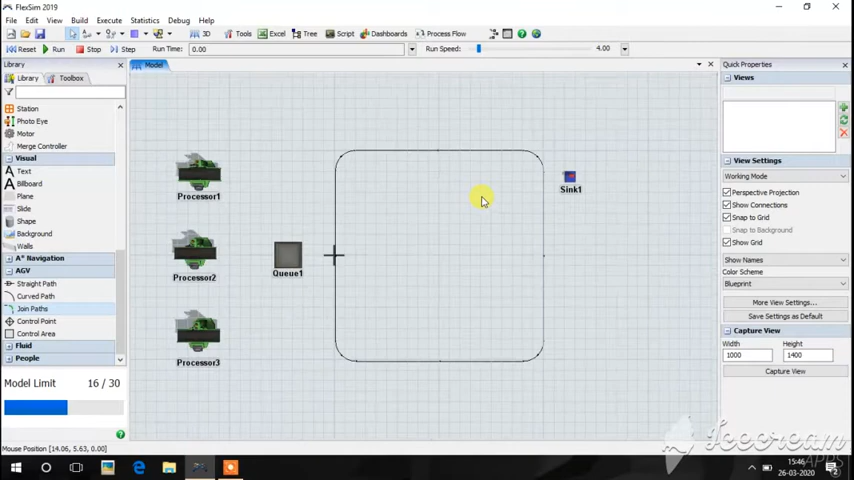 FlexSim 2019
File Edit View Build Execute Statistics Debug Help
3D Tools Excel Tree Script Dashboards Process Flow
Reset Run Stop Step Run Time: 0.00 Run Speed: 4.00
Library
Library Toolbox
Station
Photo Eye
Motor
Merge Controller
Visual
Text
Billboard
Plane
Slide
Shape
Background
Walls
A* Navigation
AGV
Straight Path
Curved Path
Join Paths
Control Point
Control Area
Fluid
People
Model Limit 16 / 30
Model
Processor1
Processor2
Processor3
Queue1
Sink1
Quick Properties
Views
View Settings
Working Mode
Perspective Projection
Show Connections
Snap to Grid
Snap to Background
Show Grid
Show Names
Color Scheme
Blueprint
More View Settings...
Save Settings as Default
Capture View
Width Height
1000 1400
Capture View
Mouse Position [14.06, 5.63, 0.00]
Icecream
APPS
15:46
26-03-2020
2